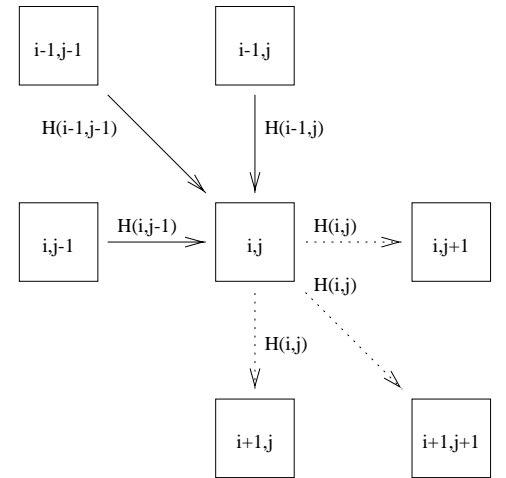 i-1,j-1
i-1,j
H(i-1,j-1)
H(i-1,j)
i,j-1
H(i,j-1)
i,j
H(i,j)
i,j+1
H(i,j)
H(i,j)
i+1,j
i+1,j+1